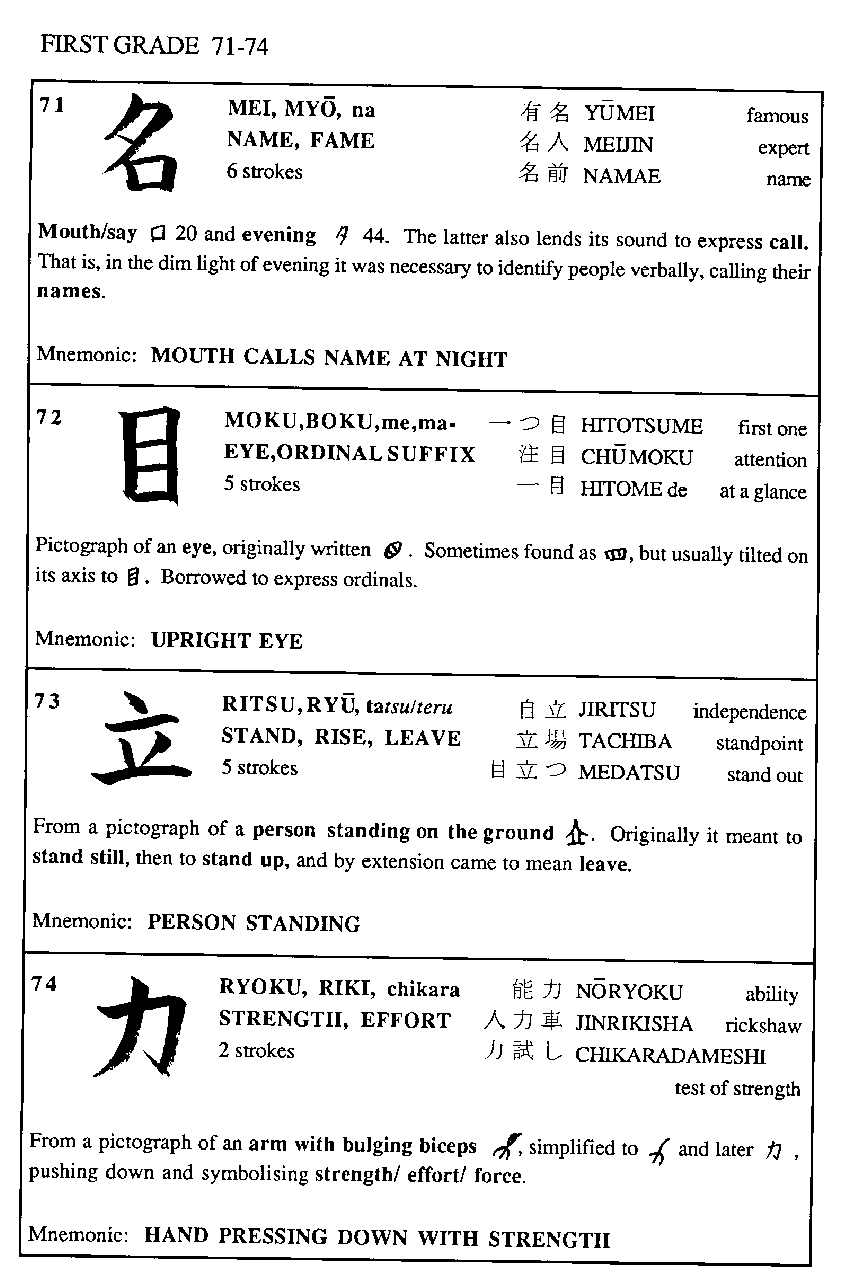 FIRST GRADE 71-74
71 名 MEI, MYŌ, na 有名 YŪMEI famous
NAME, FAME 名人 MEIJIN expert
6 strokes 名前 NAMAE name
Mouth/say 口 20 and evening 夕 44. The latter also lends its sound to express call.
That is, in the dim light of evening it was necessary to identify people verbally, calling their
names.
Mnemonic: MOUTH CALLS NAME AT NIGHT
72 目 MOKU,BOKU,me,ma- 一つ目 HITOTSUME first one
EYE,ORDINAL SUFFIX 注目 CHŪMOKU attention
5 strokes 一目 HITOME de at a glance
Pictograph of an eye, originally written . Sometimes found as , but usually tilted on
its axis to 目. Borrowed to express ordinals.
Mnemonic: UPRIGHT EYE
73 立 RITSU, RYŪ, tatsu/teru 自立 JIRITSU independence
STAND, RISE, LEAVE 立場 TACHIBA standpoint
5 strokes 目立つ MEDATSU stand out
From a pictograph of a person standing on the ground . Originally it meant to
stand still, then to stand up, and by extension came to mean leave.
Mnemonic: PERSON STANDING
74 力 RYOKU, RIKI, chikara 能力 NŌRYOKU ability
STRENGTH, EFFORT 人力車 JINRIKISHA rickshaw
2 strokes 力試し CHIKARADAMESHI
test of strength
From a pictograph of an arm with bulging biceps , simplified to and later 力 ,
pushing down and symbolising strength/ effort/ force.
Mnemonic: HAND PRESSING DOWN WITH STRENGTH